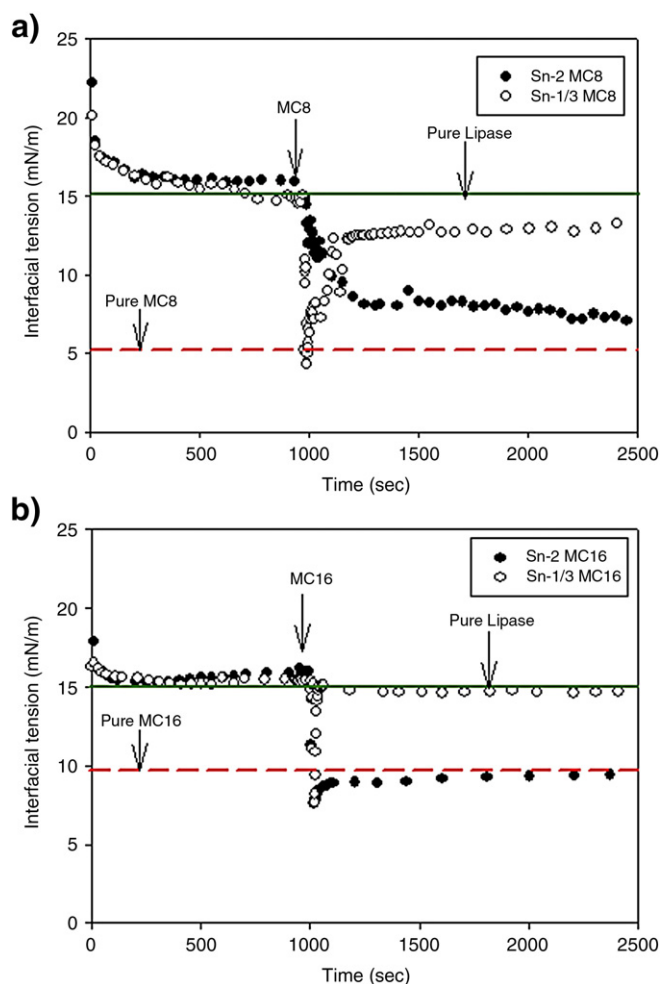 a)
25
20
15
10
5
0
Interfacial tension (mN/m)
Sn-2 MC8
Sn-1/3 MC8
MC8
Pure Lipase
Pure MC8
0
500
1000
1500
2000
2500
Time (sec)
b)
25
20
15
10
5
0
Interfacial tension (mN/m)
Sn-2 MC16
Sn-1/3 MC16
MC16
Pure Lipase
Pure MC16
0
500
1000
1500
2000
2500
Time (sec)